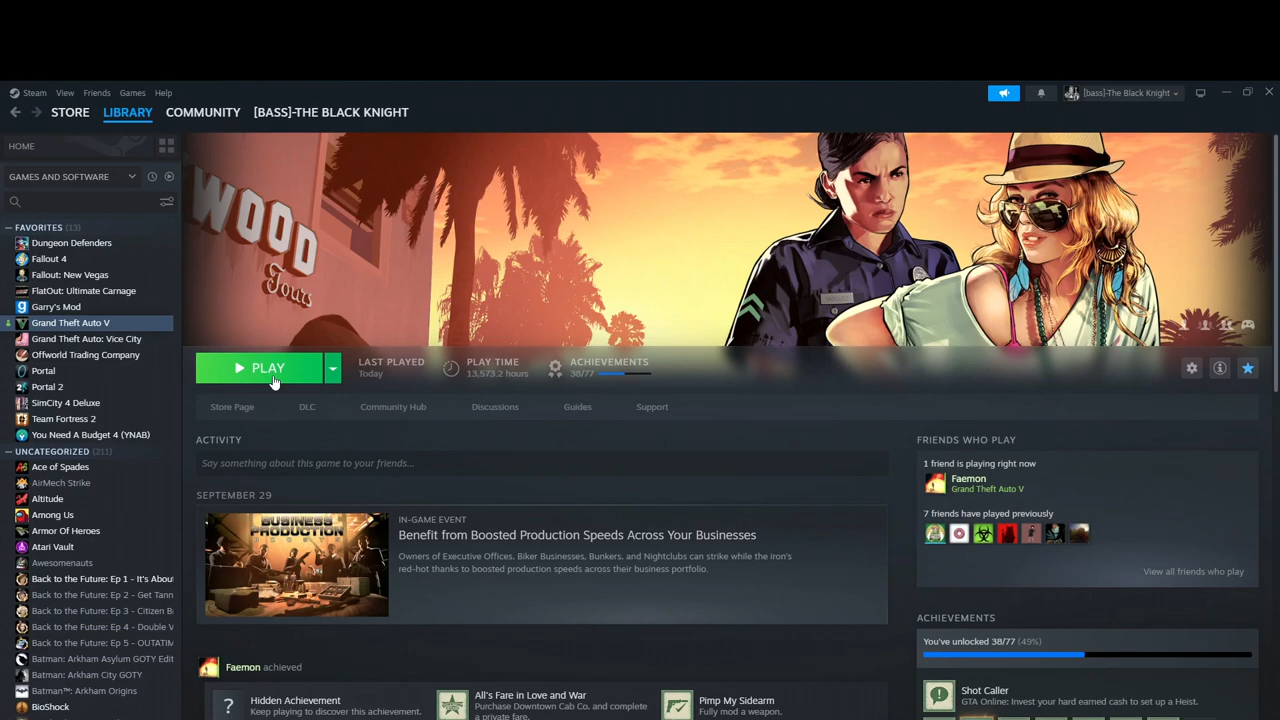 Steam View Friends Games Help
[bass]-The Black Knight
STORE LIBRARY COMMUNITY [BASS]-THE BLACK KNIGHT
HOME
GAMES AND SOFTWARE
FAVORITES (13)
Dungeon Defenders
Fallout 4
Fallout: New Vegas
FlatOut: Ultimate Carnage
Garry's Mod
Grand Theft Auto V
Grand Theft Auto: Vice City
Offworld Trading Company
Portal
Portal 2
SimCity 4 Deluxe
Team Fortress 2
You Need A Budget 4 (YNAB)
UNCATEGORIZED (211)
Ace of Spades
AirMech Strike
Altitude
Among Us
Armor Of Heroes
Atari Vault
Awesomenauts
Back to the Future: Ep 1 - It's Abou
Back to the Future: Ep 2 - Get Tann
Back to the Future: Ep 3 - Citizen B
Back to the Future: Ep 4 - Double V
Back to the Future: Ep 5 - OUTATIM
Batman: Arkham Asylum GOTY Edit
Batman: Arkham City GOTY
Batman™: Arkham Origins
BioShock
WOOD
Tours
PLAY
LAST PLAYED
Today
PLAY TIME
13,573.2 hours
ACHIEVEMENTS
38/77
Store Page DLC Community Hub Discussions Guides Support
ACTIVITY
Say something about this game to your friends...
SEPTEMBER 29
BUSINESS
PRODUCTION
BOOSTS
IN-GAME EVENT
Benefit from Boosted Production Speeds Across Your Businesses
Owners of Executive Offices, Biker Businesses, Bunkers, and Nightclubs can strike while the iron's
red-hot thanks to boosted production speeds across their business portfolio.
Faemon achieved
Hidden Achievement
Keep playing to discover this achievement.
All's Fare in Love and War
Purchase Downtown Cab Co. and complete
a private fare.
Pimp My Sidearm
Fully mod a weapon.
FRIENDS WHO PLAY
1 friend is playing right now
Faemon
Grand Theft Auto V
7 friends have played previously
View all friends who play
ACHIEVEMENTS
You've unlocked 38/77 (49%)
Shot Caller
GTA Online: Invest your hard earned cash to set up a Heist.